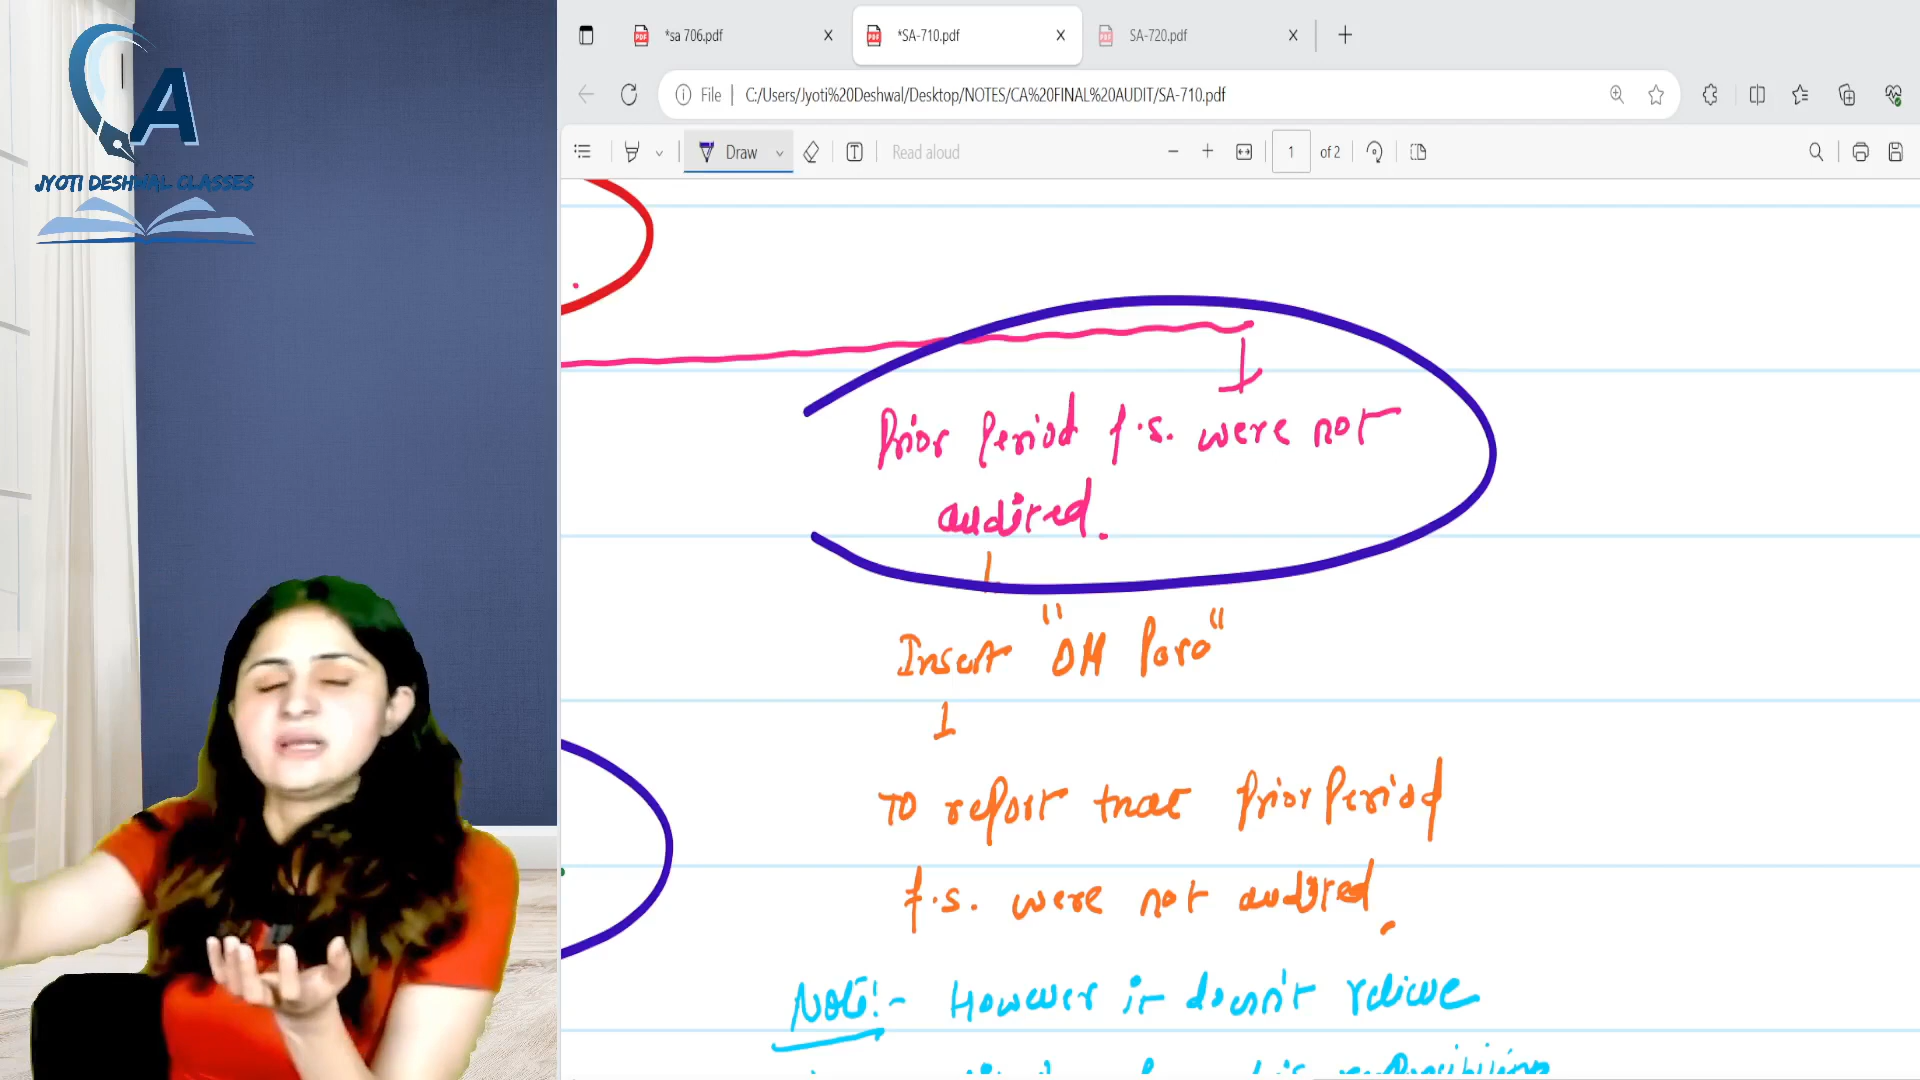 CA
JYOTI DESHWAL CLASSES
*sa 706.pdf
*SA-710.pdf
SA-720.pdf
File
C:/Users/Jyoti%20Deshwal/Desktop/NOTES/CA%20FINAL%20AUDIT/SA-710.pdf
Draw
Read aloud
1 of 2
Prior Period f.s. were not
audited.
Insert "OM Para"
To report that Prior Period
f.s. were not audited.
Note:- However it doesn't relieve